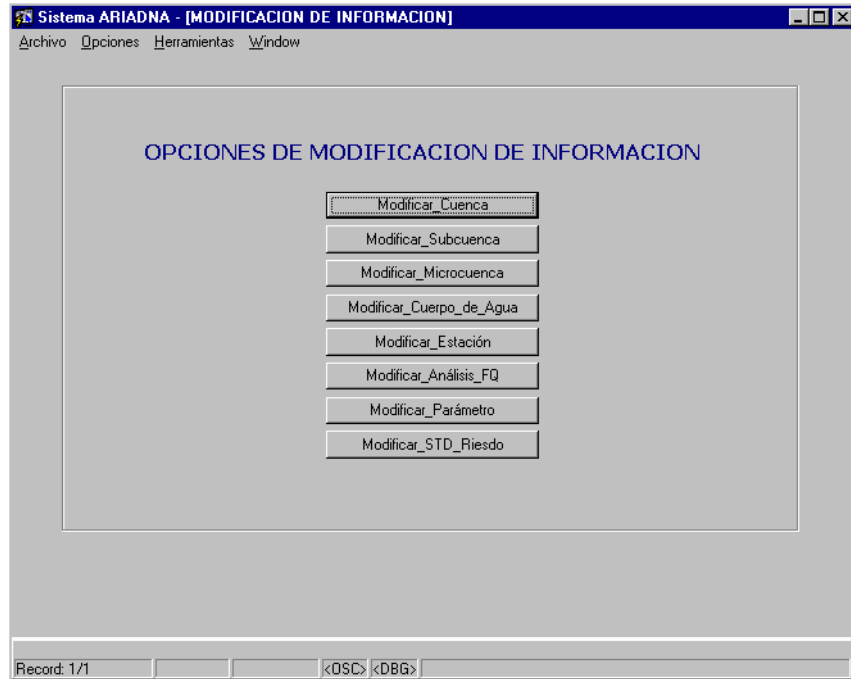 Sistema ARIADNA - [MODIFICACION DE INFORMACION]
Archivo Opciones Herramientas Window
OPCIONES DE MODIFICACION DE INFORMACION
Modificar_Cuenca
Modificar_Subcuenca
Modificar_Microcuenca
Modificar_Cuerpo_de_Agua
Modificar_Estación
Modificar_Análisis_FQ
Modificar_Parámetro
Modificar_STD_Riesdo
Record: 1/1 <OSC> <DBG>